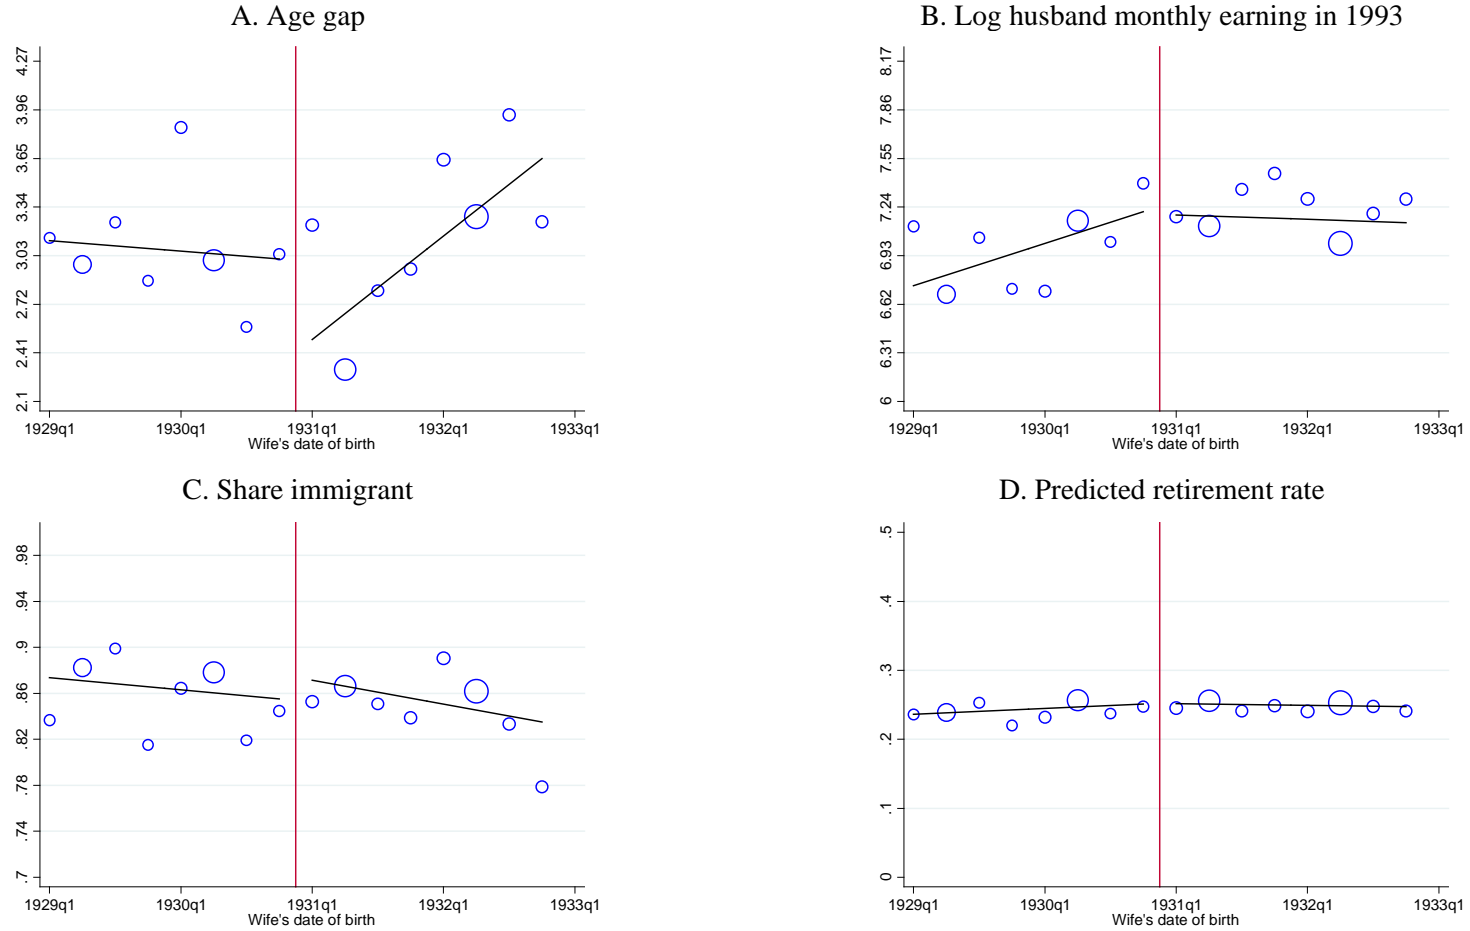 A. Age gap
4.27
3.96
3.65
3.34
3.03
2.72
2.41
2.1
1929q1 1930q1 1931q1 1932q1 1933q1
Wife's date of birth
B. Log husband monthly earning in 1993
8.17
7.86
7.55
7.24
6.93
6.62
6.31
6
1929q1 1930q1 1931q1 1932q1 1933q1
Wife's date of birth
C. Share immigrant
.98
.94
.9
.86
.82
.78
.74
.7
1929q1 1930q1 1931q1 1932q1 1933q1
Wife's date of birth
D. Predicted retirement rate
.5
.4
.3
.2
.1
0
1929q1 1930q1 1931q1 1932q1 1933q1
Wife's date of birth